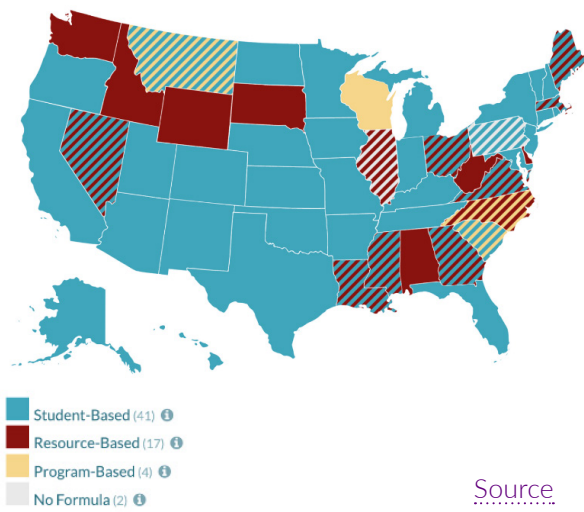 Student-Based (41)
Resource-Based (17)
Program-Based (4)
No Formula (2)
Source